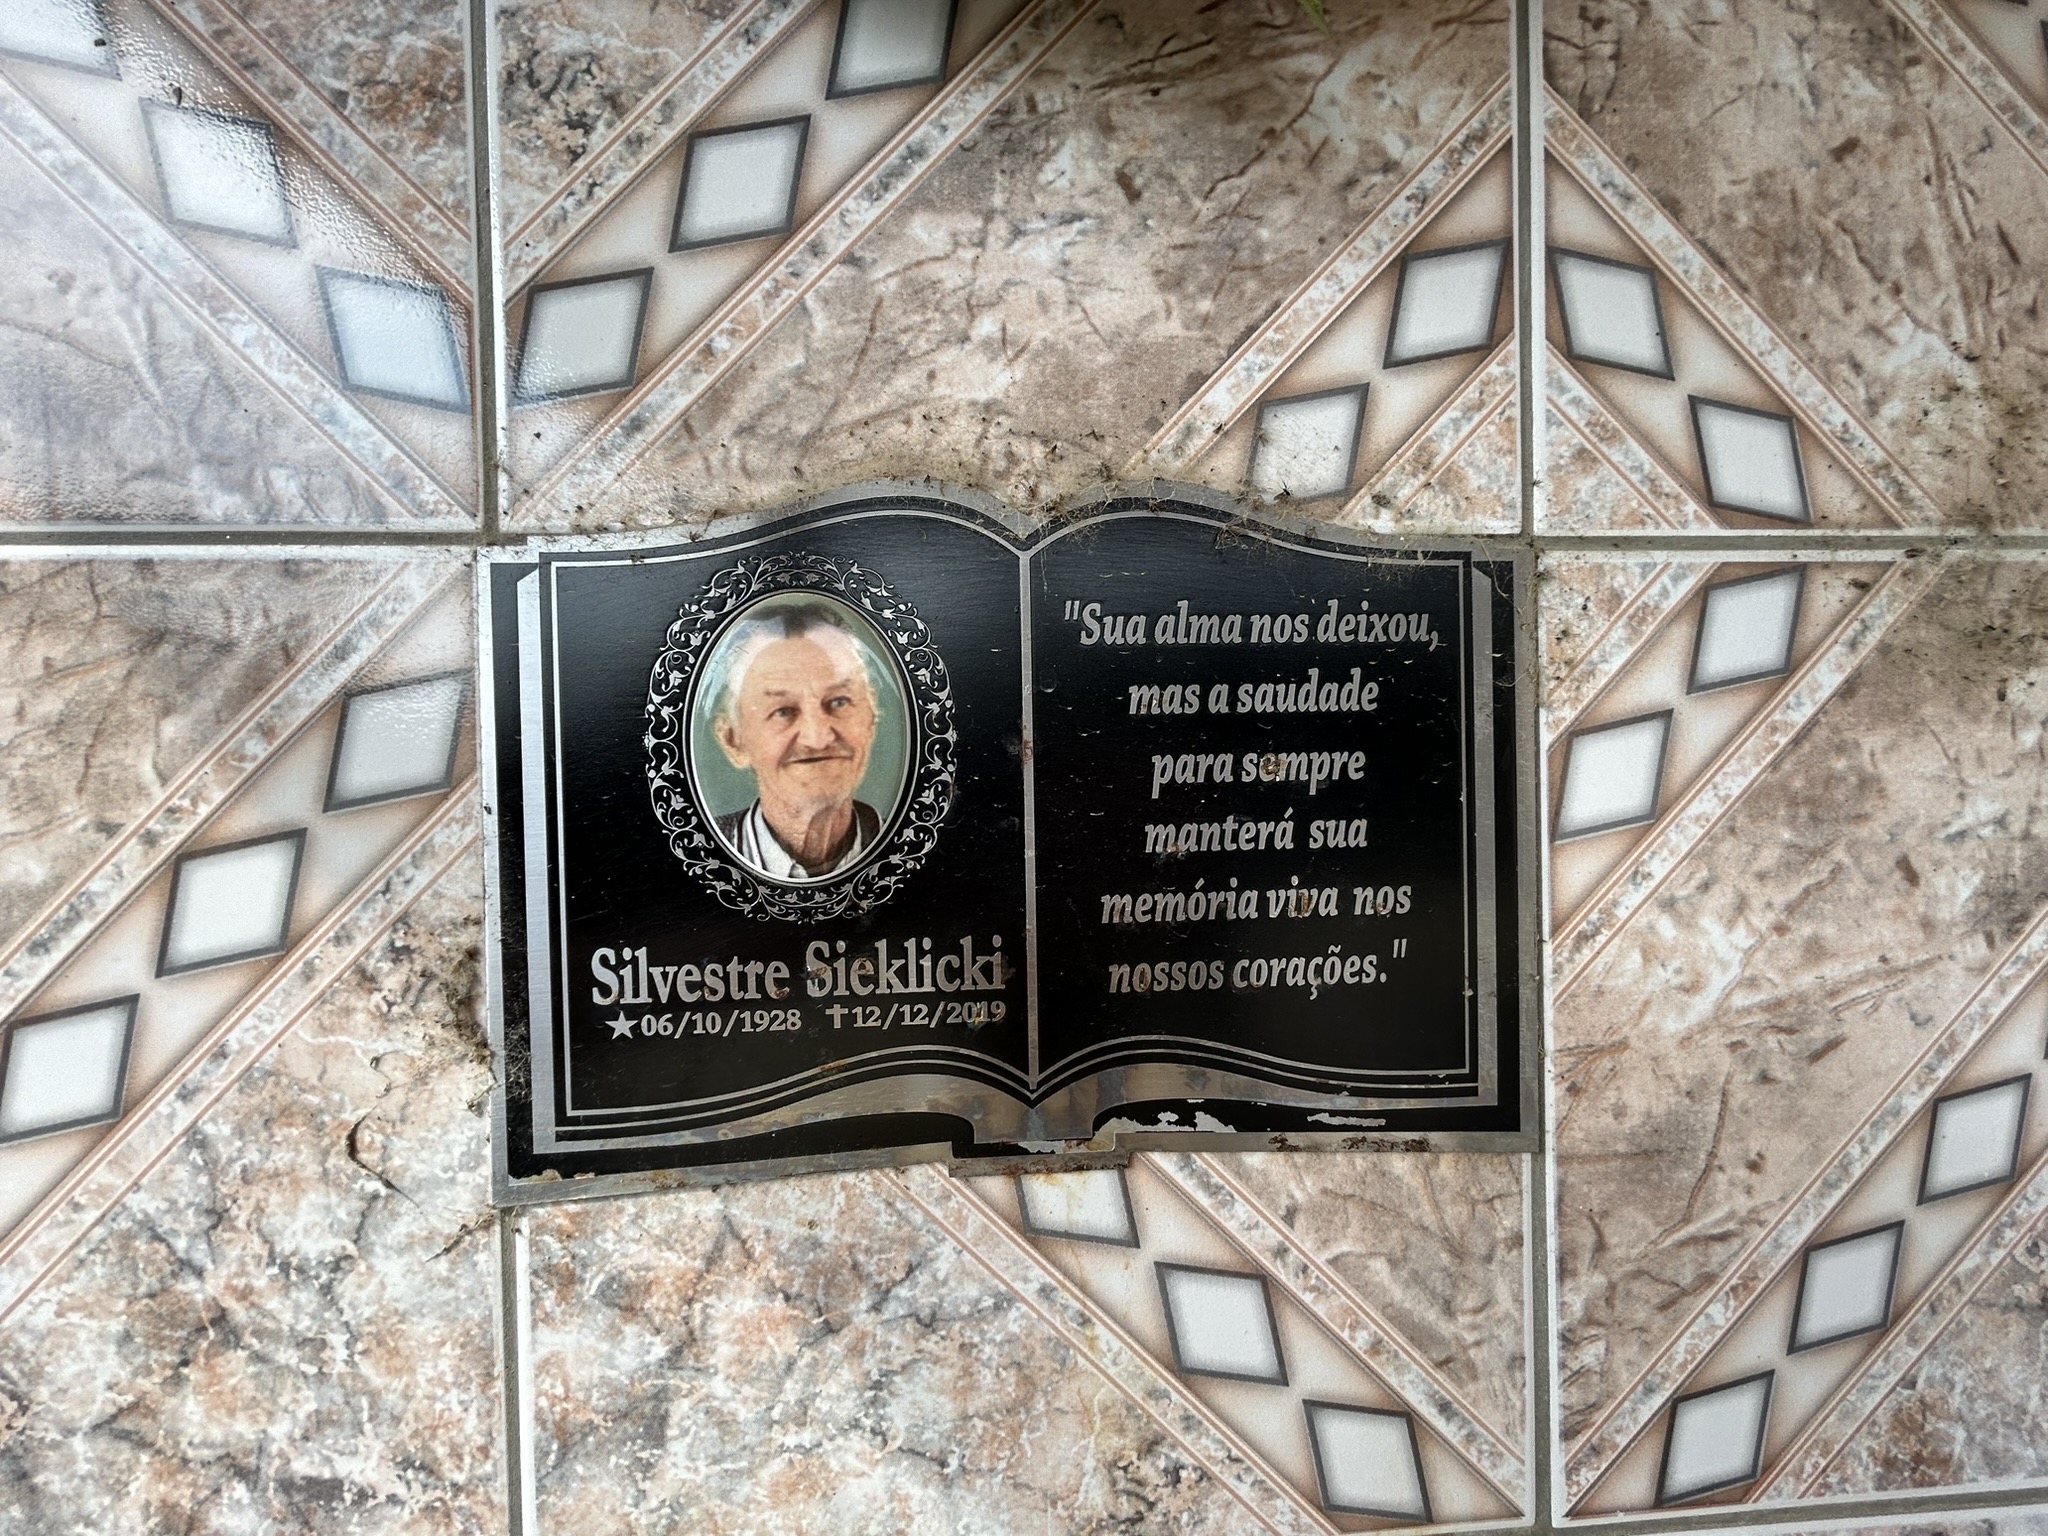 Silvestre Sieklicki
★06/10/1928 ✝12/12/2019
"Sua alma nos deixou,
mas a saudade
para sempre
manterá sua
memória viva nos
nossos corações."